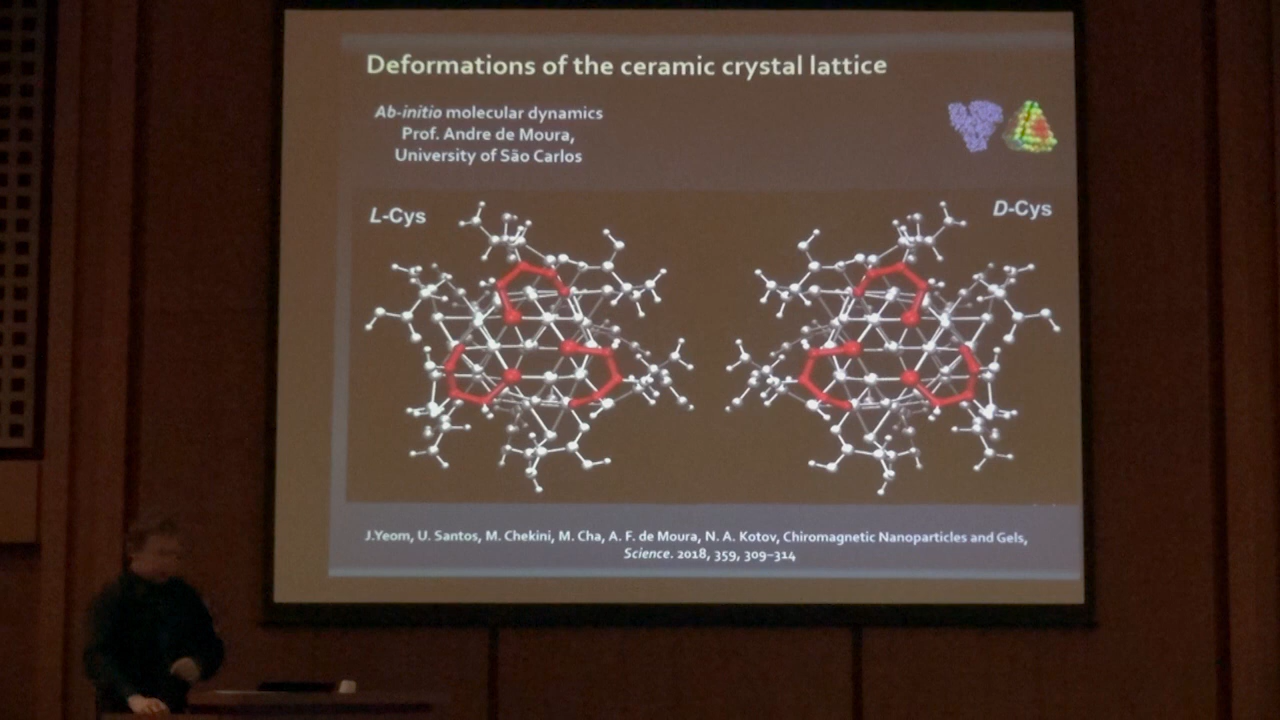 Deformations of the ceramic crystal lattice
Ab-initio molecular dynamics
Prof. Andre de Moura,
University of São Carlos
L-Cys
D-Cys
J.Yeom, U. Santos, M. Chekini, M. Cha, A. F. de Moura, N. A. Kotov, Chiromagnetic Nanoparticles and Gels,
Science. 2018, 359, 309–314